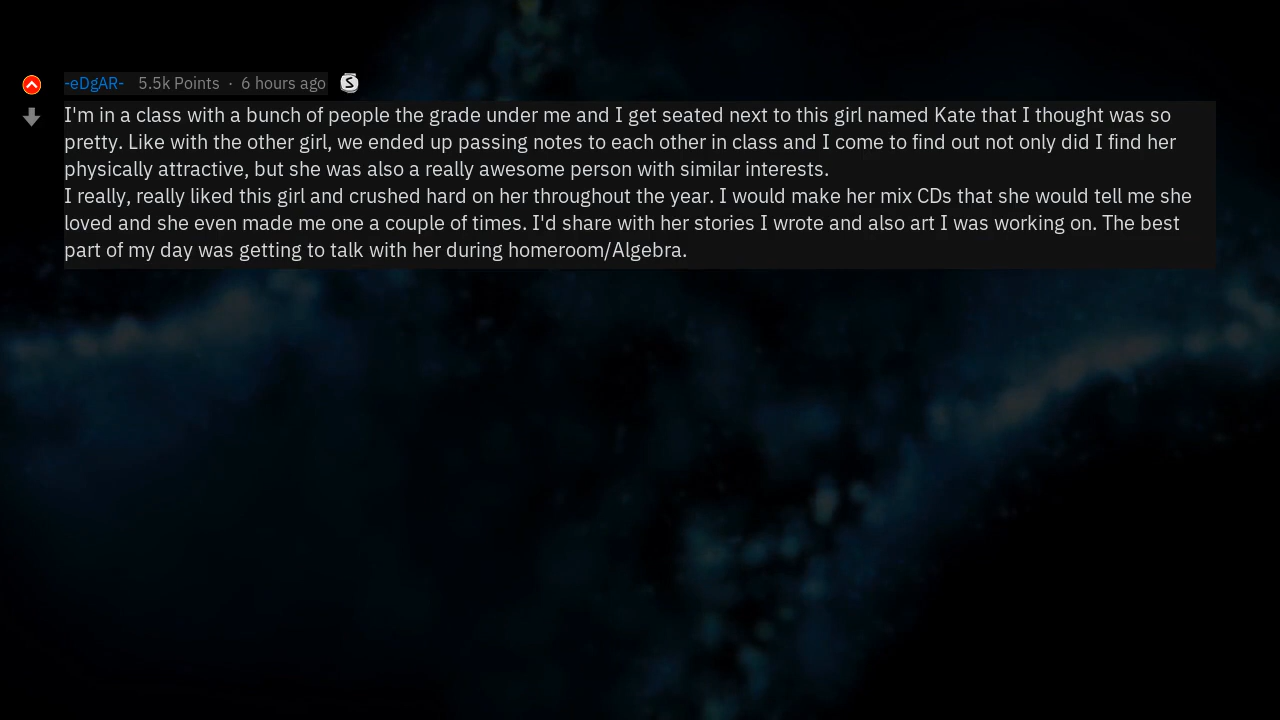 -eDgAR- 5.5k Points · 6 hours ago
I'm in a class with a bunch of people the grade under me and I get seated next to this girl named Kate that I thought was so
pretty. Like with the other girl, we ended up passing notes to each other in class and I come to find out not only did I find her
physically attractive, but she was also a really awesome person with similar interests.
I really, really liked this girl and crushed hard on her throughout the year. I would make her mix CDs that she would tell me she
loved and she even made me one a couple of times. I'd share with her stories I wrote and also art I was working on. The best
part of my day was getting to talk with her during homeroom/Algebra.